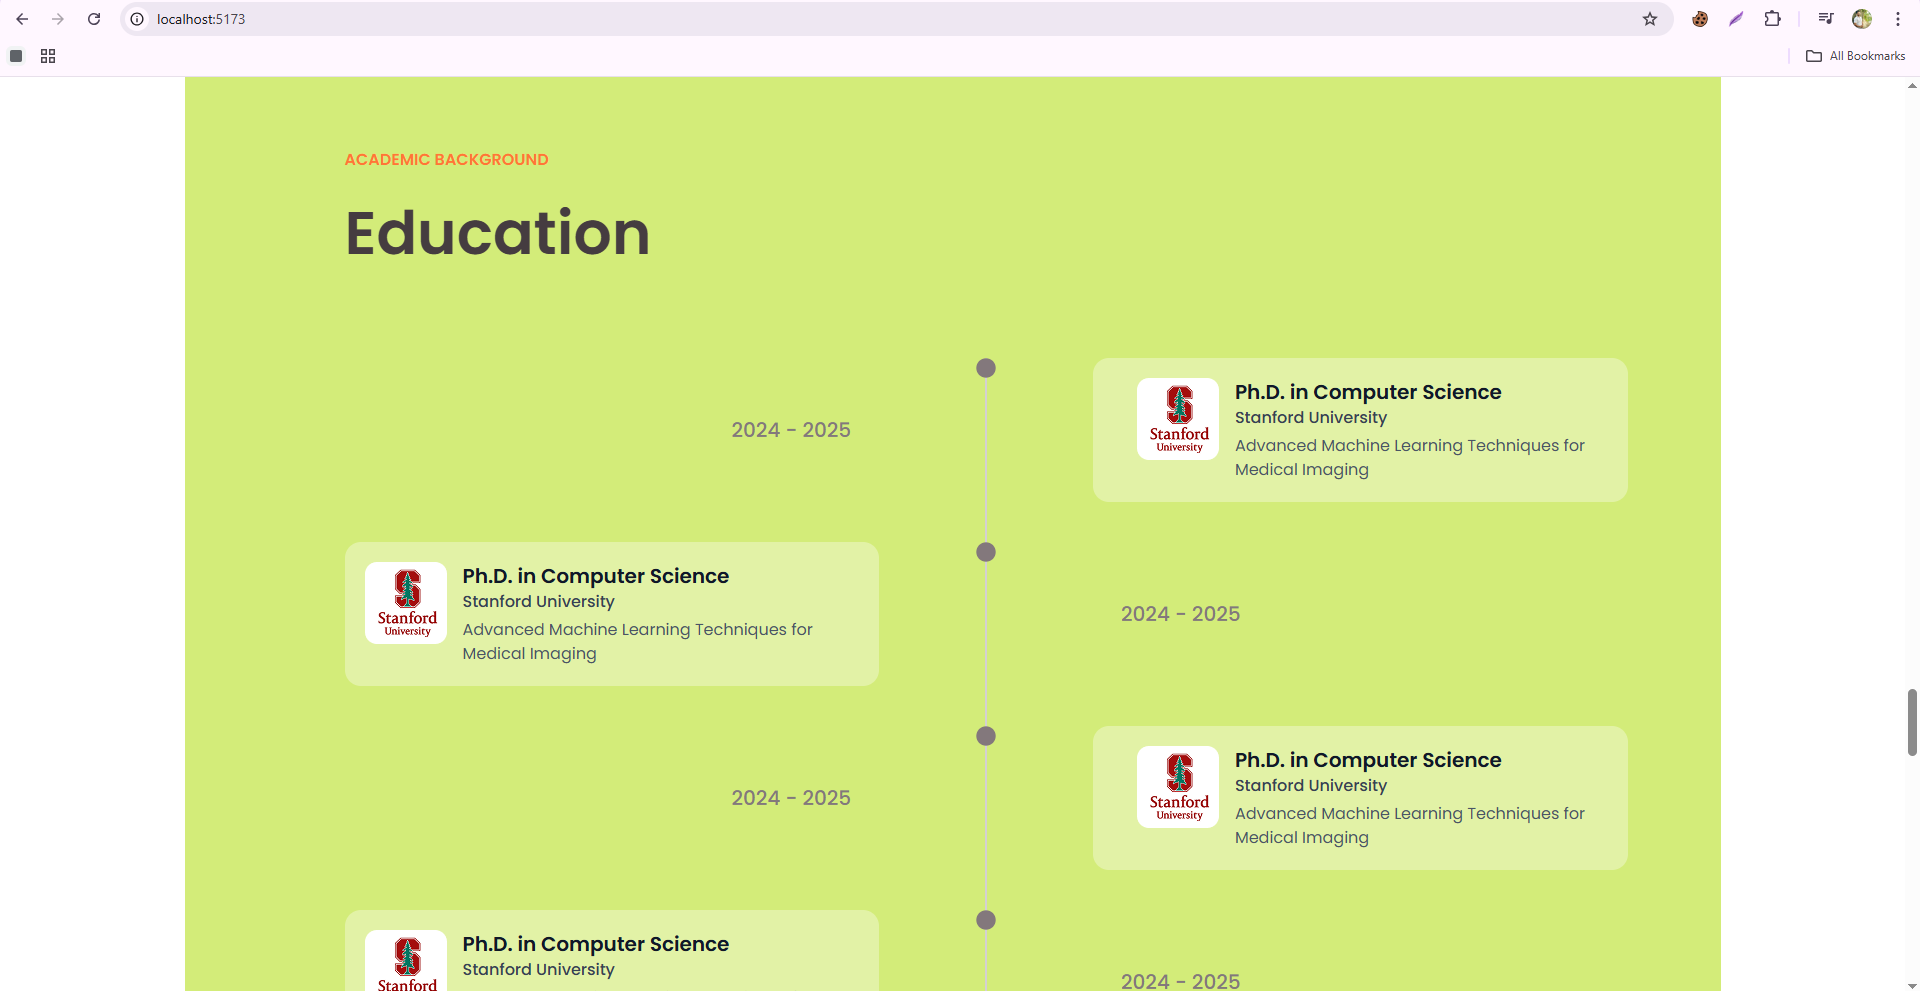 localhost:5173
All Bookmarks
ACADEMIC BACKGROUND
Education
2024 - 2025
Stanford
University
Ph.D. in Computer Science
Stanford University
Advanced Machine Learning Techniques for
Medical Imaging
Stanford
University
Ph.D. in Computer Science
Stanford University
Advanced Machine Learning Techniques for
Medical Imaging
2024 - 2025
2024 - 2025
Stanford
University
Ph.D. in Computer Science
Stanford University
Advanced Machine Learning Techniques for
Medical Imaging
Stanford
Ph.D. in Computer Science
Stanford University
2024 - 2025